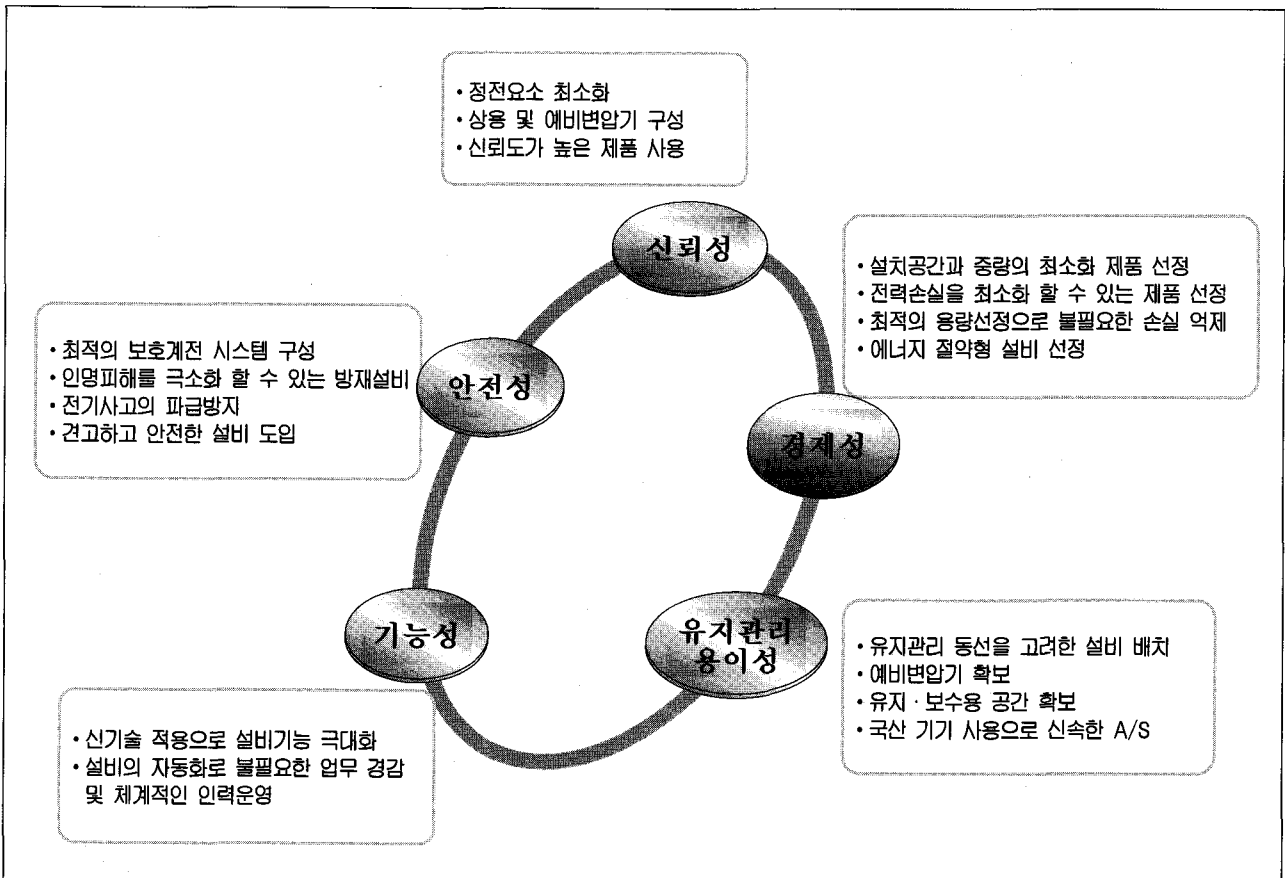 • 정전요소 최소화
• 상용 및 예비변압기 구성
• 신뢰도가 높은 제품 사용
신뢰성
• 설치공간과 중량의 최소화 제품 선정
• 전력손실을 최소화 할 수 있는 제품 선정
• 최적의 용량선정으로 불필요한 손실 억제
• 에너지 절약형 설비 선정
경제성
• 최적의 보호계전 시스템 구성
• 인명피해를 극소화 할 수 있는 방재설비
• 전기사고의 파급방지
• 견고하고 안전한 설비 도입
안전성
기능성
• 신기술 적용으로 설비기능 극대화
• 설비의 자동화로 불필요한 업무 경감
및 체계적인 인력운영
유지관리
용이성
• 유지관리 동선을 고려한 설비 배치
• 예비변압기 확보
• 유지 · 보수용 공간 확보
• 국산 기기 사용으로 신속한 A/S